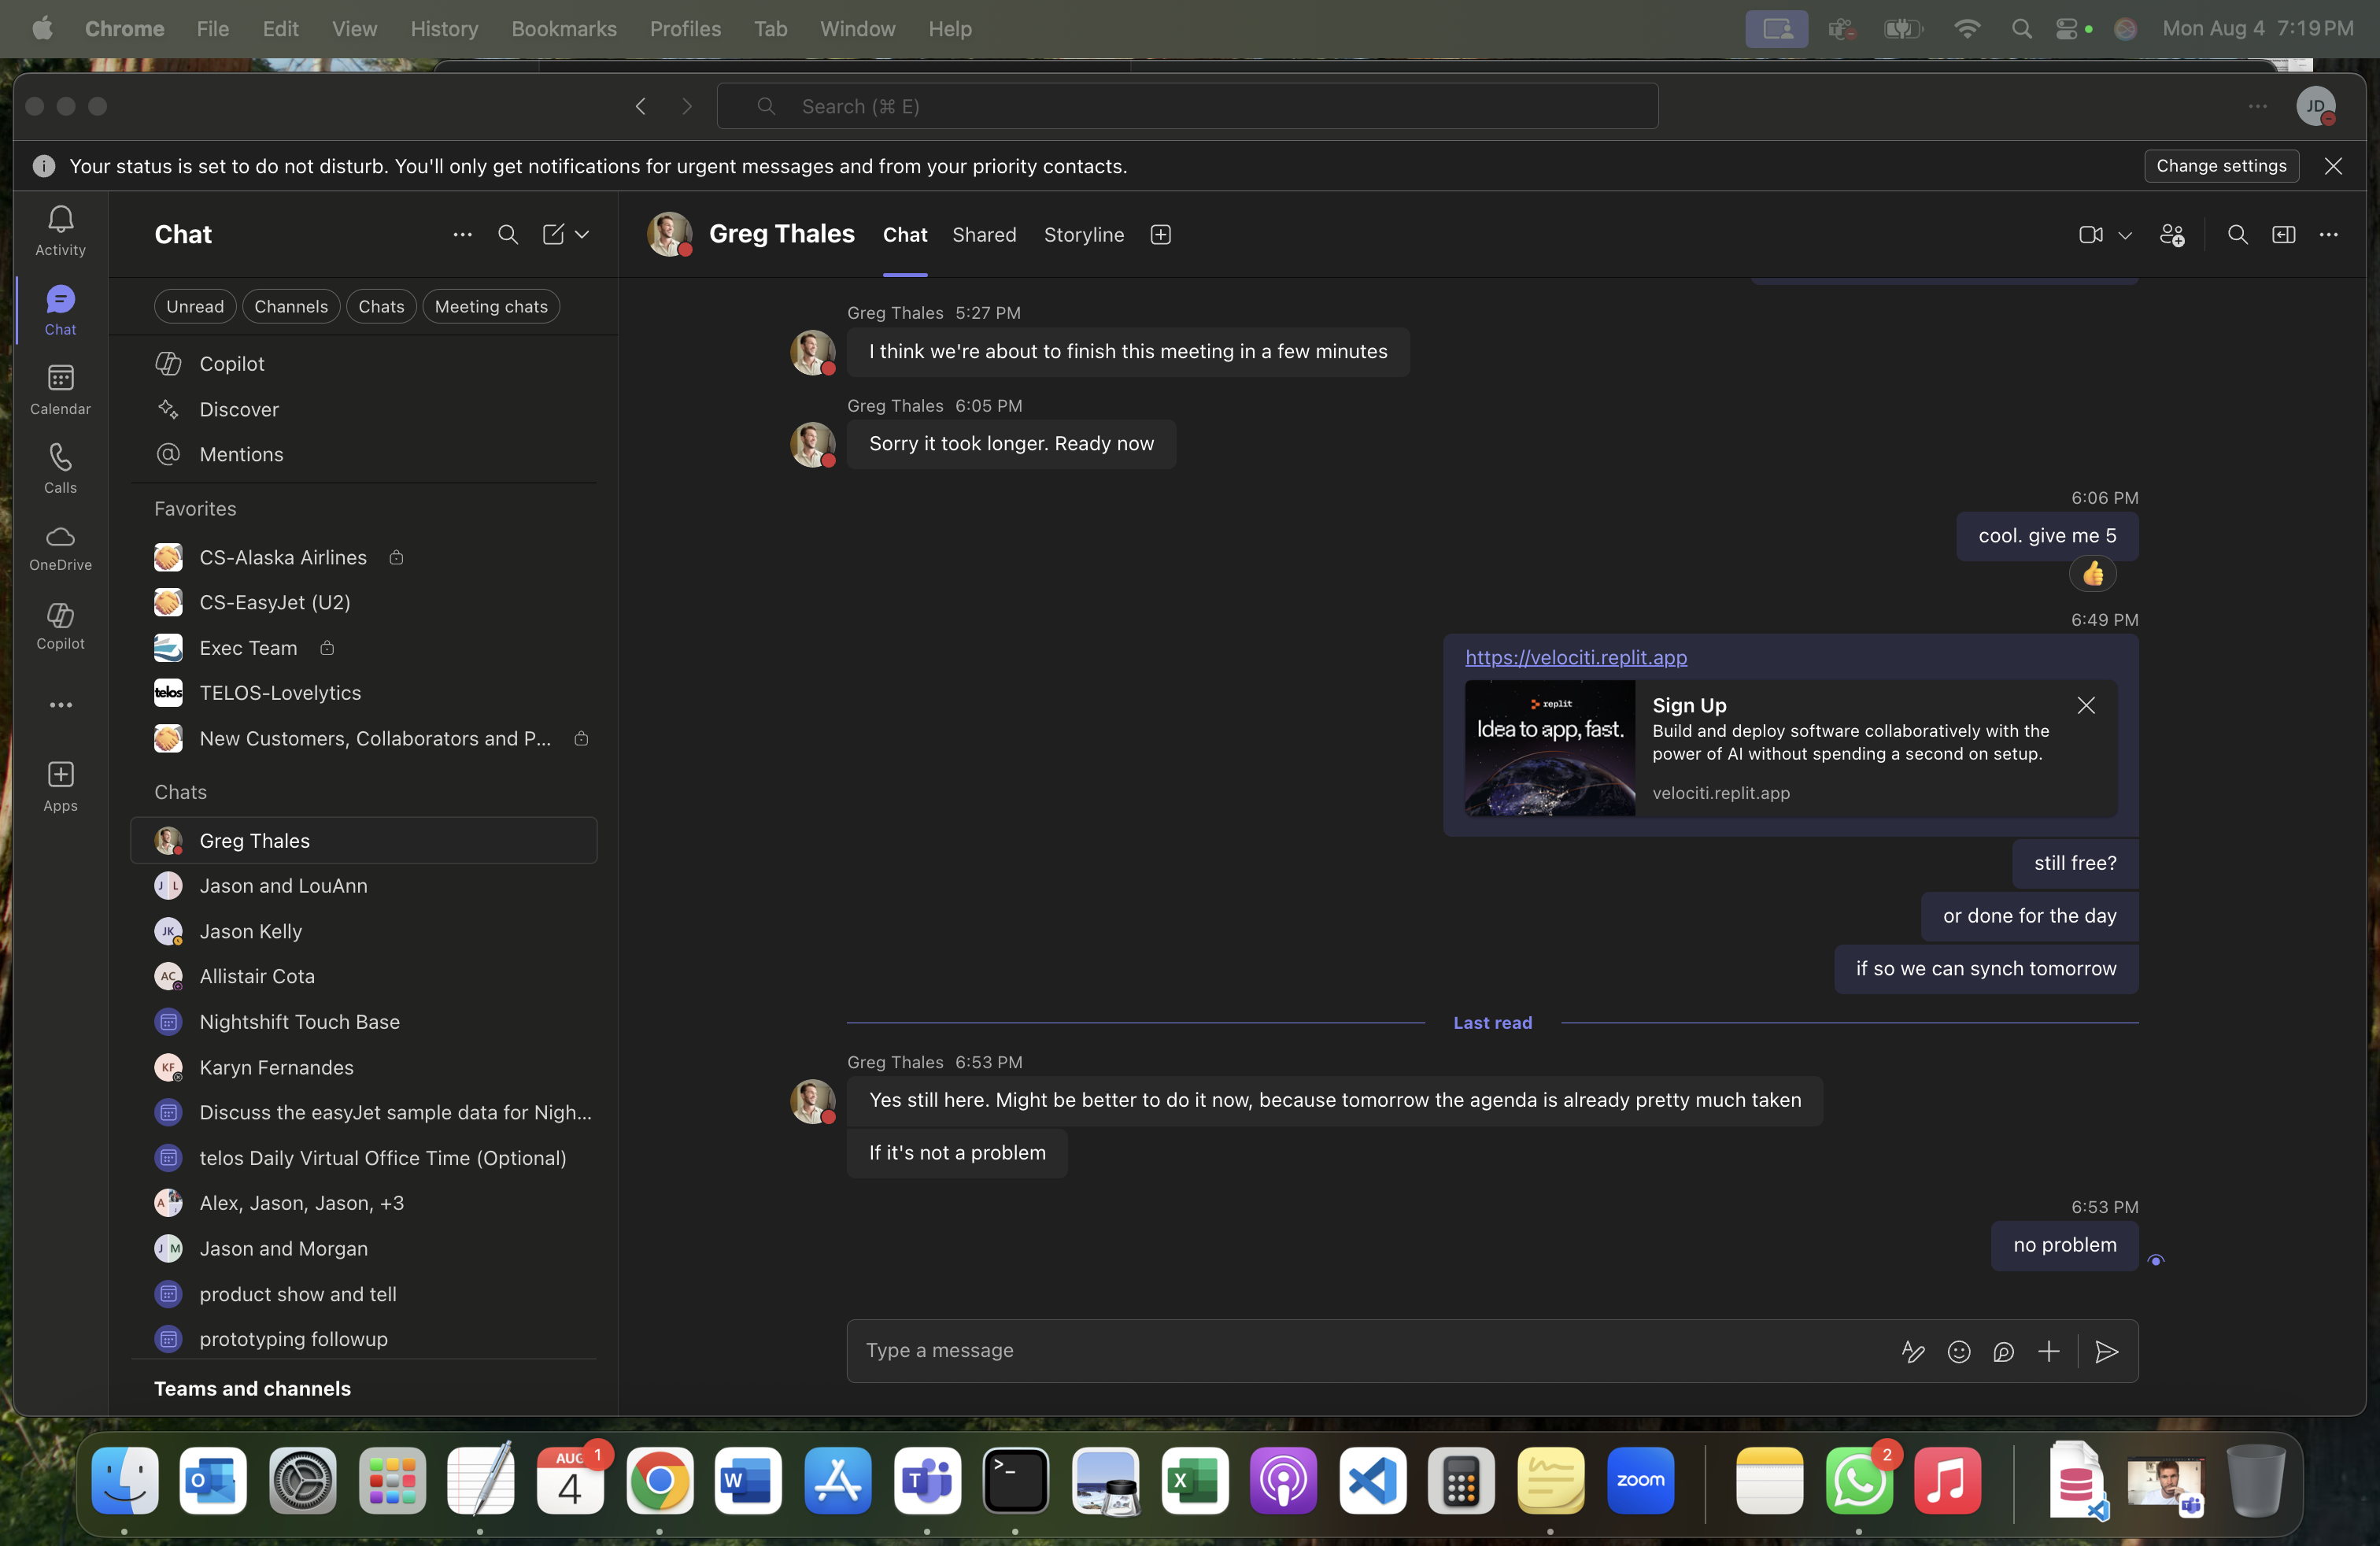 Chrome File Edit View History Bookmarks Profiles Tab Window Help
Mon Aug 4 7:19 PM
Search (⌘ E)
JD
Your status is set to do not disturb. You'll only get notifications for urgent messages and from your priority contacts.
Change settings
Activity
Chat
Calendar
Calls
OneDrive
Copilot
Apps
Chat
Unread Channels Chats Meeting chats
Copilot
Discover
Mentions
Favorites
CS-Alaska Airlines
CS-EasyJet (U2)
Exec Team
telos TELOS-Lovelytics
New Customers, Collaborators and P...
Chats
Greg Thales
J L Jason and LouAnn
JK Jason Kelly
AC Allistair Cota
Nightshift Touch Base
KF Karyn Fernandes
Discuss the easyJet sample data for Nigh...
telos Daily Virtual Office Time (Optional)
A Alex, Jason, Jason, +3
J M Jason and Morgan
product show and tell
prototyping followup
Teams and channels
Greg Thales Chat Shared Storyline
Greg Thales 5:27 PM
I think we're about to finish this meeting in a few minutes
Greg Thales 6:05 PM
Sorry it took longer. Ready now
6:06 PM
cool. give me 5
6:49 PM
https://velociti.replit.app
replit
Idea to app, fast.
Sign Up
Build and deploy software collaboratively with the
power of AI without spending a second on setup.
velociti.replit.app
still free?
or done for the day
if so we can synch tomorrow
Last read
Greg Thales 6:53 PM
Yes still here. Might be better to do it now, because tomorrow the agenda is already pretty much taken
If it's not a problem
6:53 PM
no problem
Type a message
AUG
4
1
zoom
2